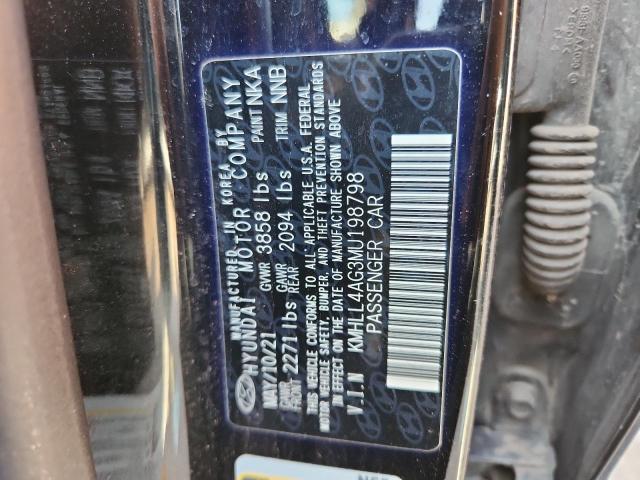 MANUFACTURED IN KOREA BY
HYUNDAI MOTOR COMPANY
MAY/10/21 GVWR 3858 lbs PAINT NKA
GAWR FRONT 2271 lbs GAWR REAR 2094 lbs TRIM NNB
THIS VEHICLE CONFORMS TO ALL APPLICABLE U.S.A. FEDERAL
MOTOR VEHICLE SAFETY, BUMPER, AND THEFT PREVENTION STANDARDS
IN EFFECT ON THE DATE OF MANUFACTURE SHOWN ABOVE
V.I.N KMHLL4AG3MU198798
PASSENGER CAR